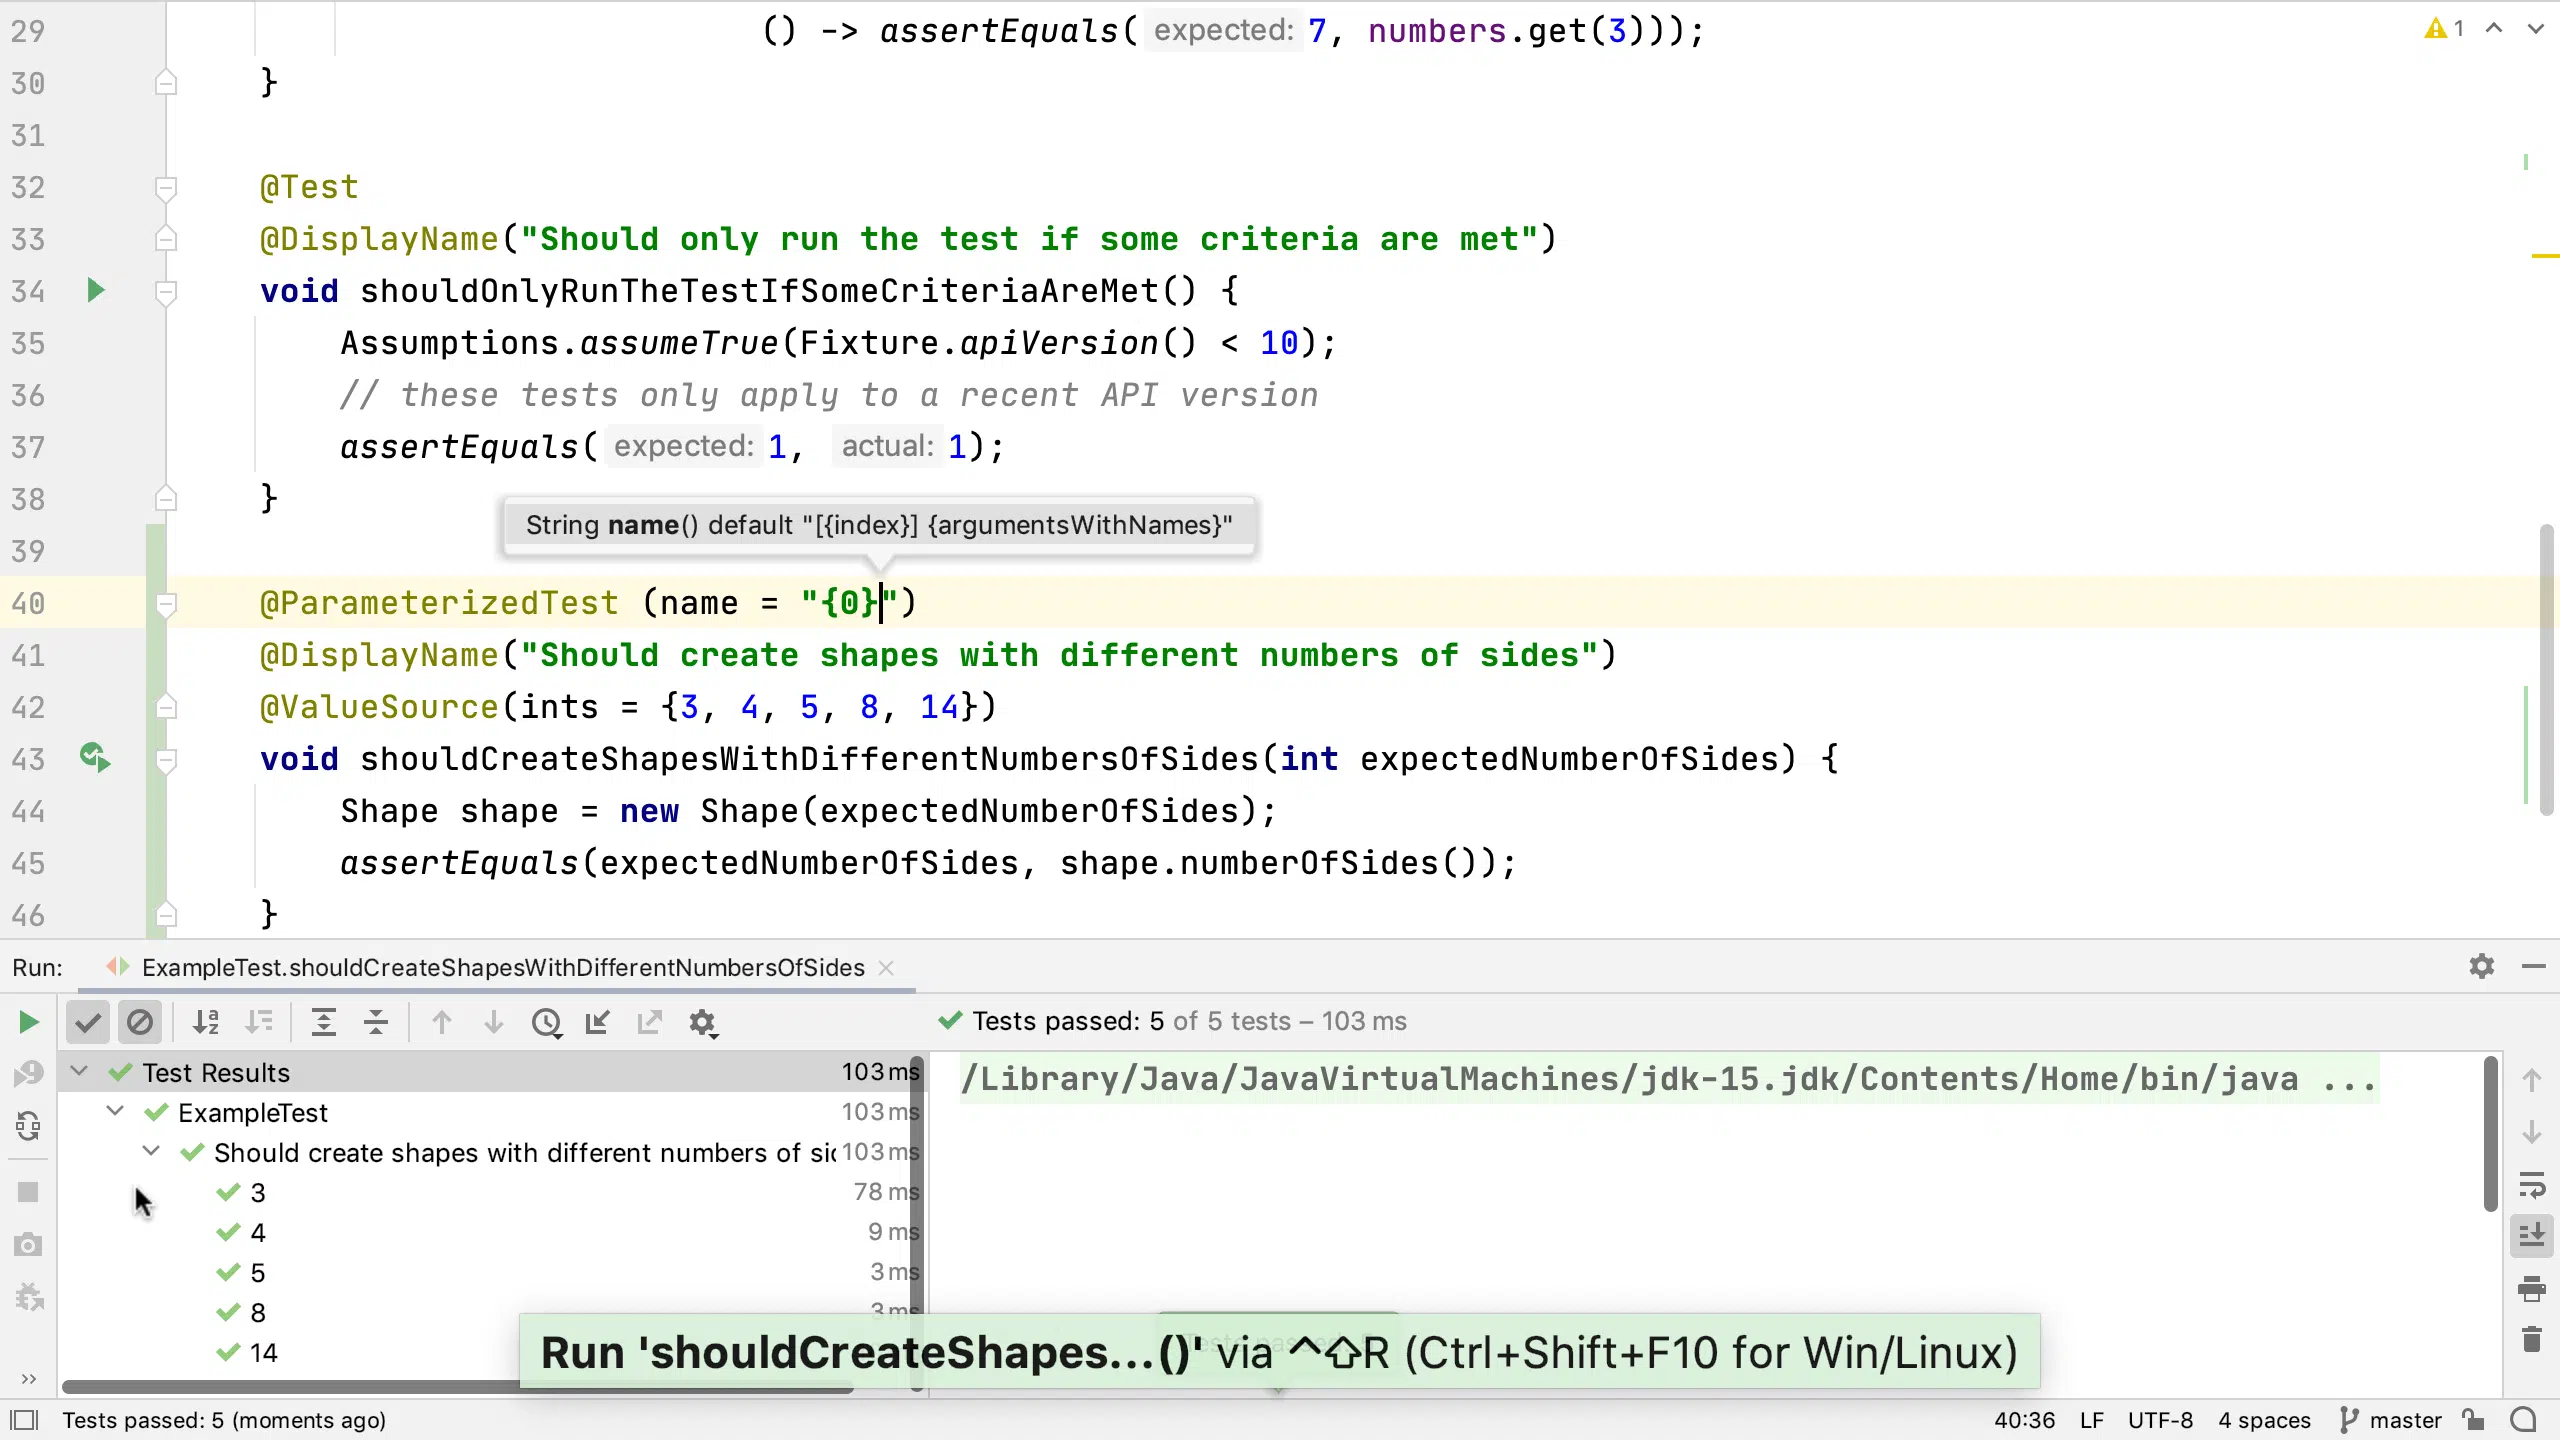 29 () -> assertEquals( expected: 7, numbers.get(3)));
⚠1
30 }
31
32 @Test
33 @DisplayName("Should only run the test if some criteria are met")
34 void shouldOnlyRunTheTestIfSomeCriteriaAreMet() {
35 Assumptions.assumeTrue(Fixture.apiVersion() < 10);
36 // these tests only apply to a recent API version
37 assertEquals( expected: 1, actual: 1);
38 }
String name() default "[{index}] {argumentsWithNames}"
39
40 @ParameterizedTest (name = "{0}")
41 @DisplayName("Should create shapes with different numbers of sides")
42 @ValueSource(ints = {3, 4, 5, 8, 14})
43 void shouldCreateShapesWithDifferentNumbersOfSides(int expectedNumberOfSides) {
44 Shape shape = new Shape(expectedNumberOfSides);
45 assertEquals(expectedNumberOfSides, shape.numberOfSides());
46 }
Run: ExampleTest.shouldCreateShapesWithDifferentNumbersOfSides
Tests passed: 5 of 5 tests – 103 ms
Test Results 103 ms
ExampleTest 103 ms
Should create shapes with different numbers of 103 ms
3 78 ms
4 9 ms
5 3 ms
8 3 ms
14
/Library/Java/JavaVirtualMachines/jdk-15.jdk/Contents/Home/bin/java ...
Run 'shouldCreateShapes...()' via ^⇧R (Ctrl+Shift+F10 for Win/Linux)
Tests passed: 5 (moments ago)
40:36 LF UTF-8 4 spaces master